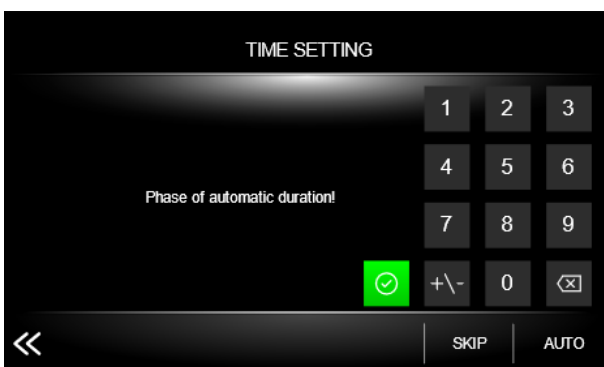 TIME SETTING
1 2 3
4 5 6
Phase of automatic duration!
7 8 9
+\- 0
SKIP AUTO